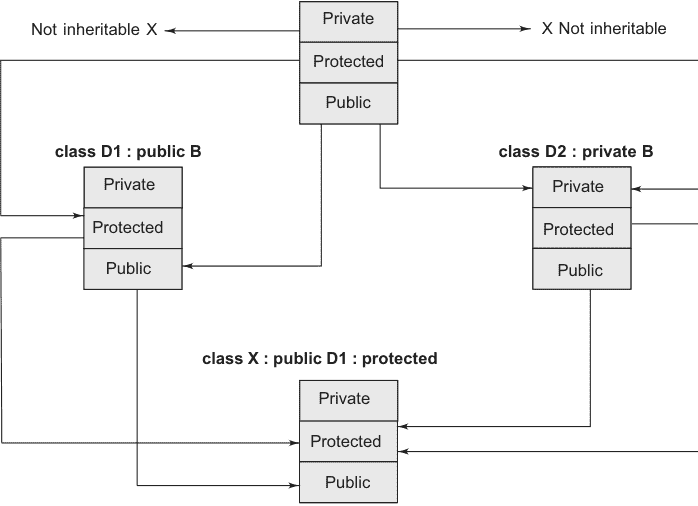 Private
Not inheritable X
X Not inheritable
Protected
Public
class D1 : public B
class D2 : private B
Private
Protected
Public
Private
Protected
Public
class X : public D1 : protected
Private
Protected
Public